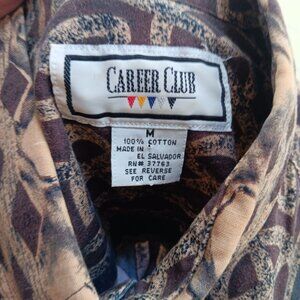 CAREER CLUB
M
100% COTTON
MADE IN
EL SALVADOR
RN# 37763
SEE REVERSE
FOR CARE